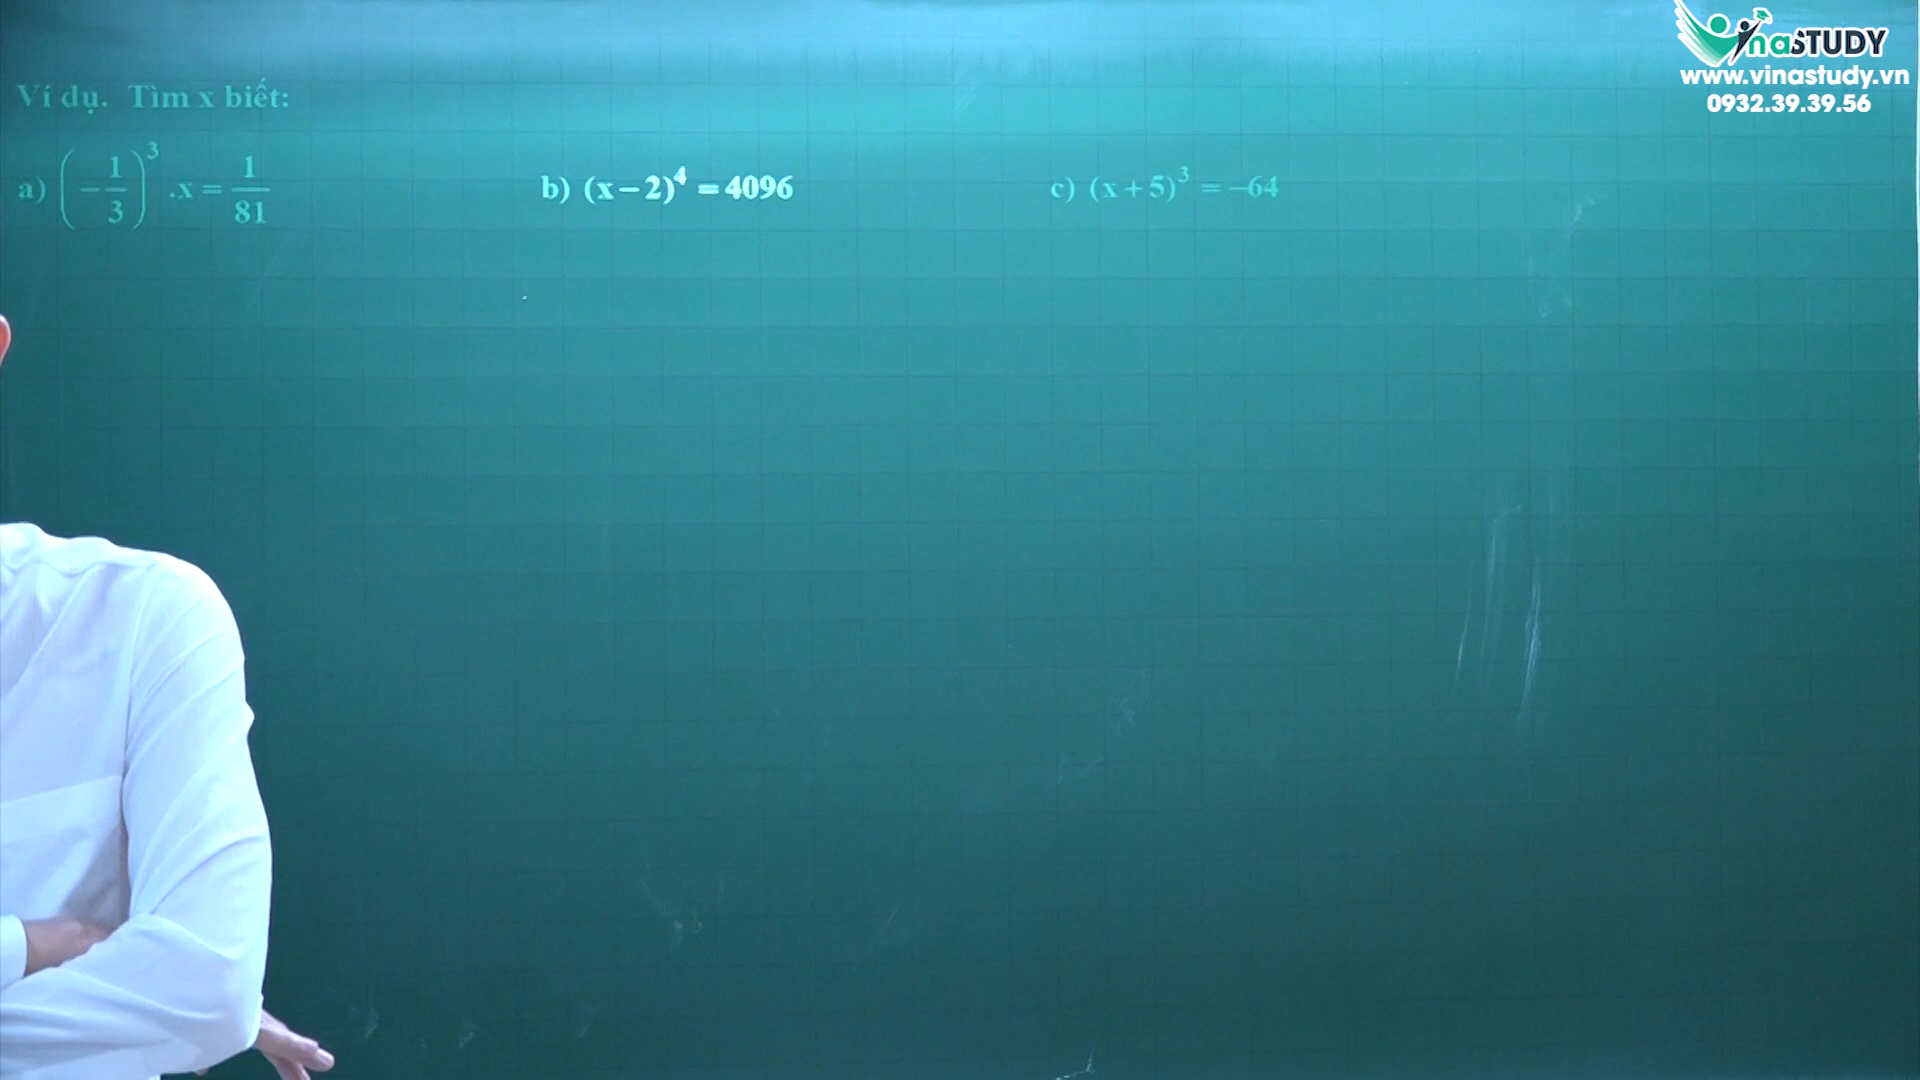 VinaSTUDY
www.vinastudy.vn
0932.39.39.56
Ví dụ. Tìm x biết:
a) (−1/3)³ .x = 1/81
b) (x − 2)⁴ = 4096
c) (x + 5)³ = −64